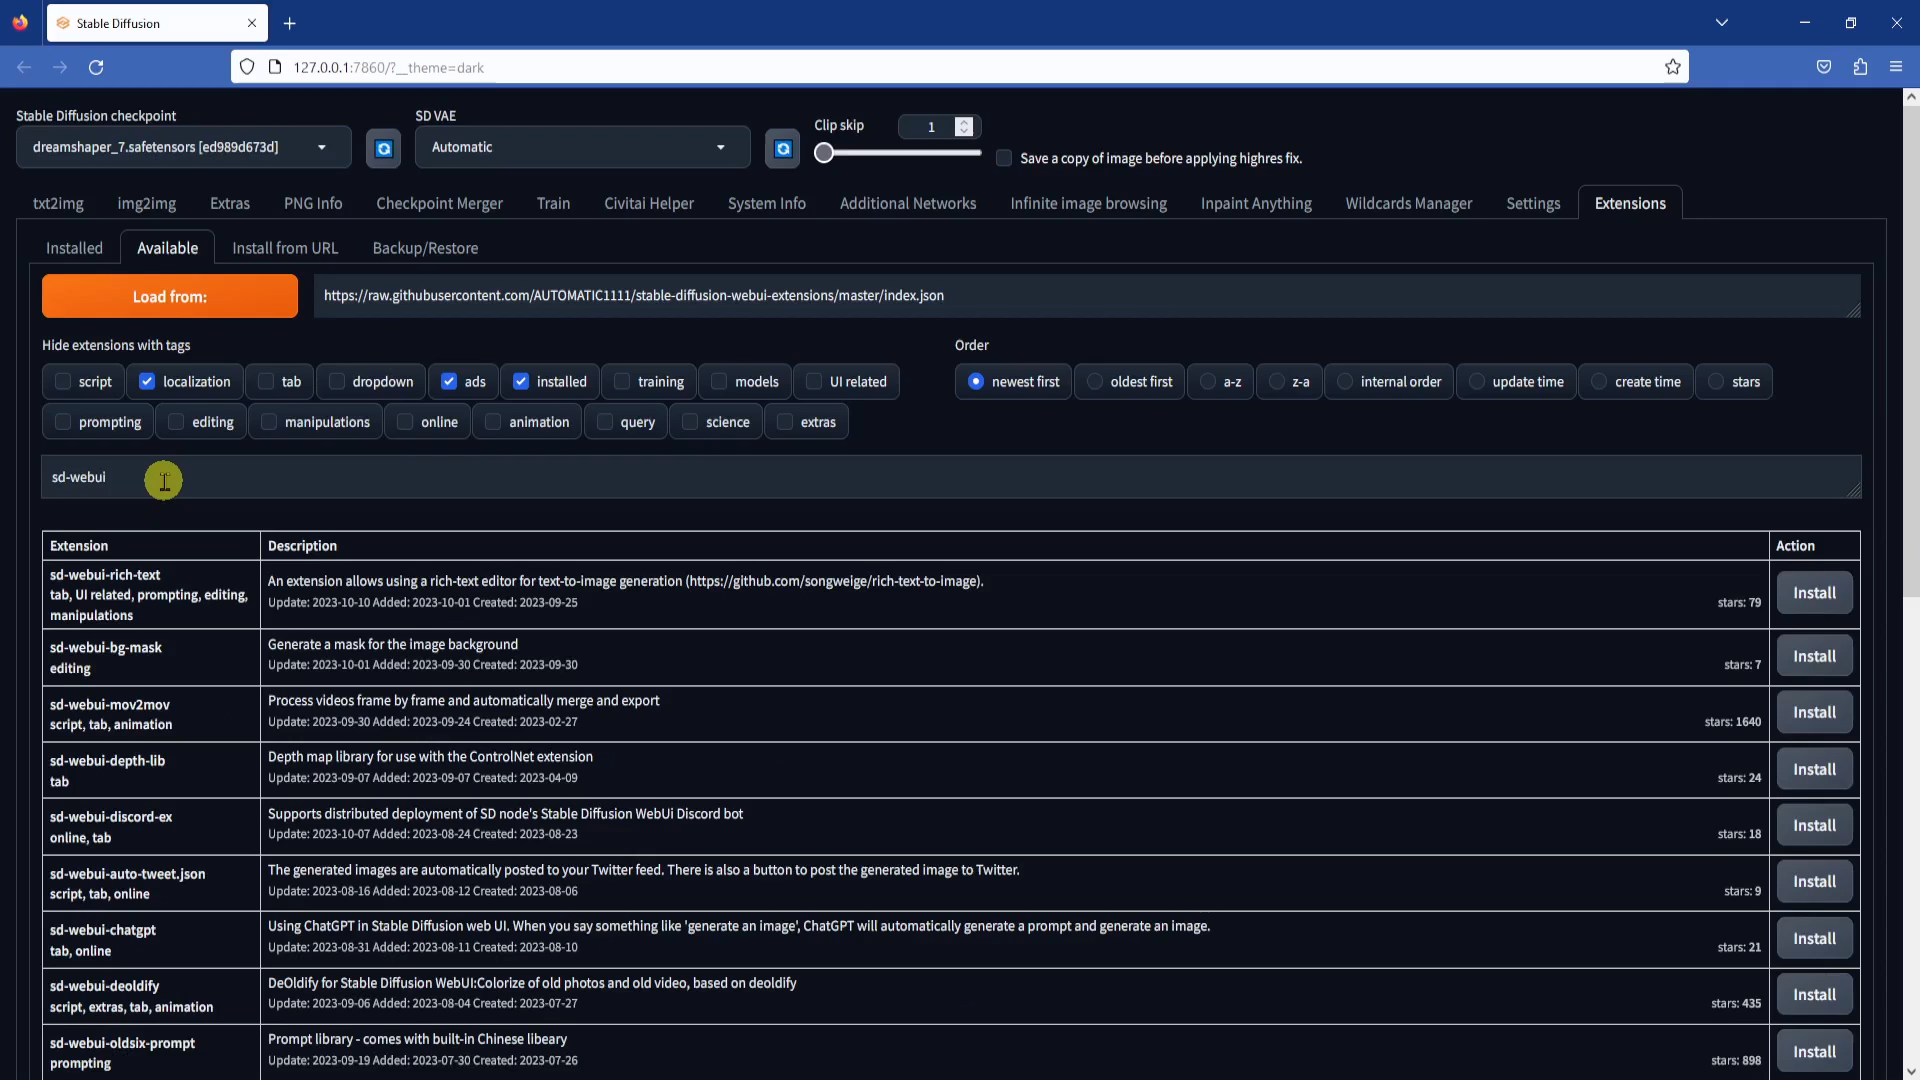 Stable Diffusion
127.0.0.1:7860/?__theme=dark
Stable Diffusion checkpoint
SD VAE
Clip skip
1
dreamshaper_7.safetensors [ed989d673d]
Automatic
Save a copy of image before applying highres fix.
txt2img img2img Extras PNG Info Checkpoint Merger Train Civitai Helper System Info Additional Networks Infinite image browsing Inpaint Anything Wildcards Manager Settings Extensions
Installed Available Install from URL Backup/Restore
Load from:
https://raw.githubusercontent.com/AUTOMATIC1111/stable-diffusion-webui-extensions/master/index.json
Hide extensions with tags
Order
script localization tab dropdown ads installed training models UI related
newest first oldest first a-z z-a internal order update time create time stars
prompting editing manipulations online animation query science extras
sd-webui
Extension Description Action
sd-webui-rich-text
tab, UI related, prompting, editing,
manipulations
An extension allows using a rich-text editor for text-to-image generation (https://github.com/songweige/rich-text-to-image).
Update: 2023-10-10 Added: 2023-10-01 Created: 2023-09-25
stars: 79
Install
sd-webui-bg-mask
editing
Generate a mask for the image background
Update: 2023-10-01 Added: 2023-09-30 Created: 2023-09-30
stars: 7
Install
sd-webui-mov2mov
script, tab, animation
Process videos frame by frame and automatically merge and export
Update: 2023-09-30 Added: 2023-09-24 Created: 2023-02-27
stars: 1640
Install
sd-webui-depth-lib
tab
Depth map library for use with the ControlNet extension
Update: 2023-09-07 Added: 2023-09-07 Created: 2023-04-09
stars: 24
Install
sd-webui-discord-ex
online, tab
Supports distributed deployment of SD node's Stable Diffusion WebUi Discord bot
Update: 2023-10-07 Added: 2023-08-24 Created: 2023-08-23
stars: 18
Install
sd-webui-auto-tweet.json
script, tab, online
The generated images are automatically posted to your Twitter feed. There is also a button to post the generated image to Twitter.
Update: 2023-08-16 Added: 2023-08-12 Created: 2023-08-06
stars: 9
Install
sd-webui-chatgpt
tab, online
Using ChatGPT in Stable Diffusion web UI. When you say something like 'generate an image', ChatGPT will automatically generate a prompt and generate an image.
Update: 2023-08-31 Added: 2023-08-11 Created: 2023-08-10
stars: 21
Install
sd-webui-deoldify
script, extras, tab, animation
DeOldify for Stable Diffusion WebUI:Colorize of old photos and old video, based on deoldify
Update: 2023-09-06 Added: 2023-08-04 Created: 2023-07-27
stars: 435
Install
sd-webui-oldsix-prompt
prompting
Prompt library - comes with built-in Chinese libeary
Update: 2023-09-19 Added: 2023-07-30 Created: 2023-07-26
stars: 898
Install